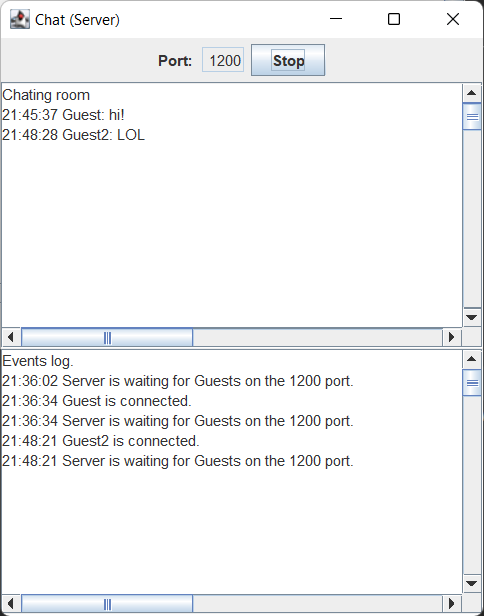 Chat (Server)
Port: 1200 Stop
Chating room
21:45:37 Guest: hi!
21:48:28 Guest2: LOL
Events log.
21:36:02 Server is waiting for Guests on the 1200 port.
21:36:34 Guest is connected.
21:36:34 Server is waiting for Guests on the 1200 port.
21:48:21 Guest2 is connected.
21:48:21 Server is waiting for Guests on the 1200 port.